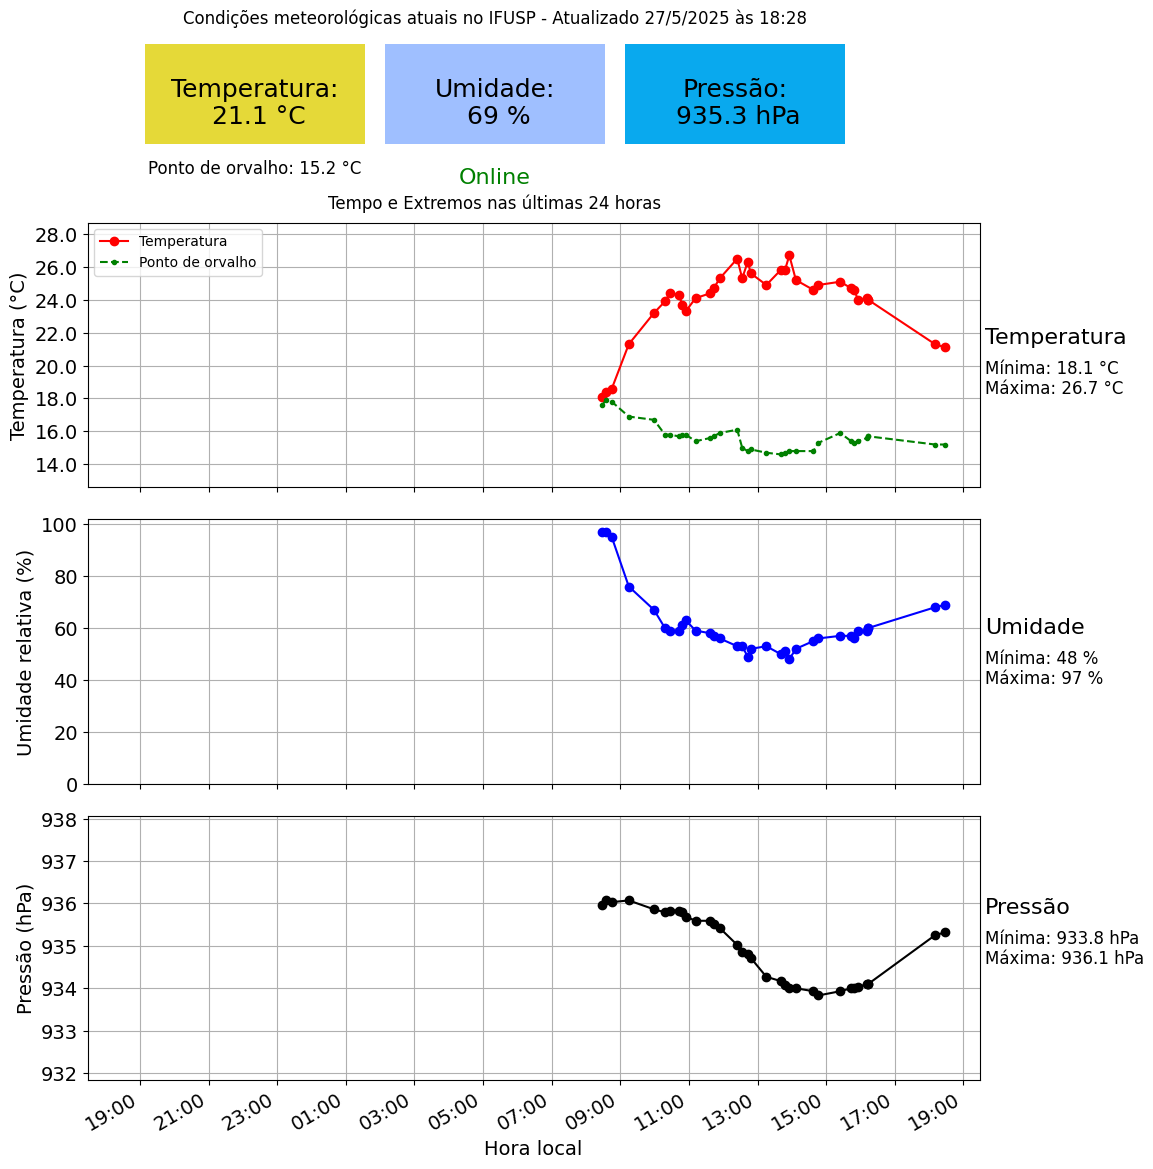 Condições meteorológicas atuais no IFUSP - Atualizado 27/5/2025 às 18:28
Temperatura:
21.1 °C
Umidade:
69 %
Pressão:
935.3 hPa
Ponto de orvalho: 15.2 °C
Online
Tempo e Extremos nas últimas 24 horas
Temperatura (°C)
28.0
26.0
24.0
22.0
20.0
18.0
16.0
14.0
Temperatura
Ponto de orvalho
Temperatura
Mínima: 18.1 °C
Máxima: 26.7 °C
Umidade relativa (%)
100
80
60
40
20
0
Umidade
Mínima: 48 %
Máxima: 97 %
Pressão (hPa)
938
937
936
935
934
933
932
Pressão
Mínima: 933.8 hPa
Máxima: 936.1 hPa
19:00 21:00 23:00 01:00 03:00 05:00 07:00 09:00 11:00 13:00 15:00 17:00 19:00
Hora local